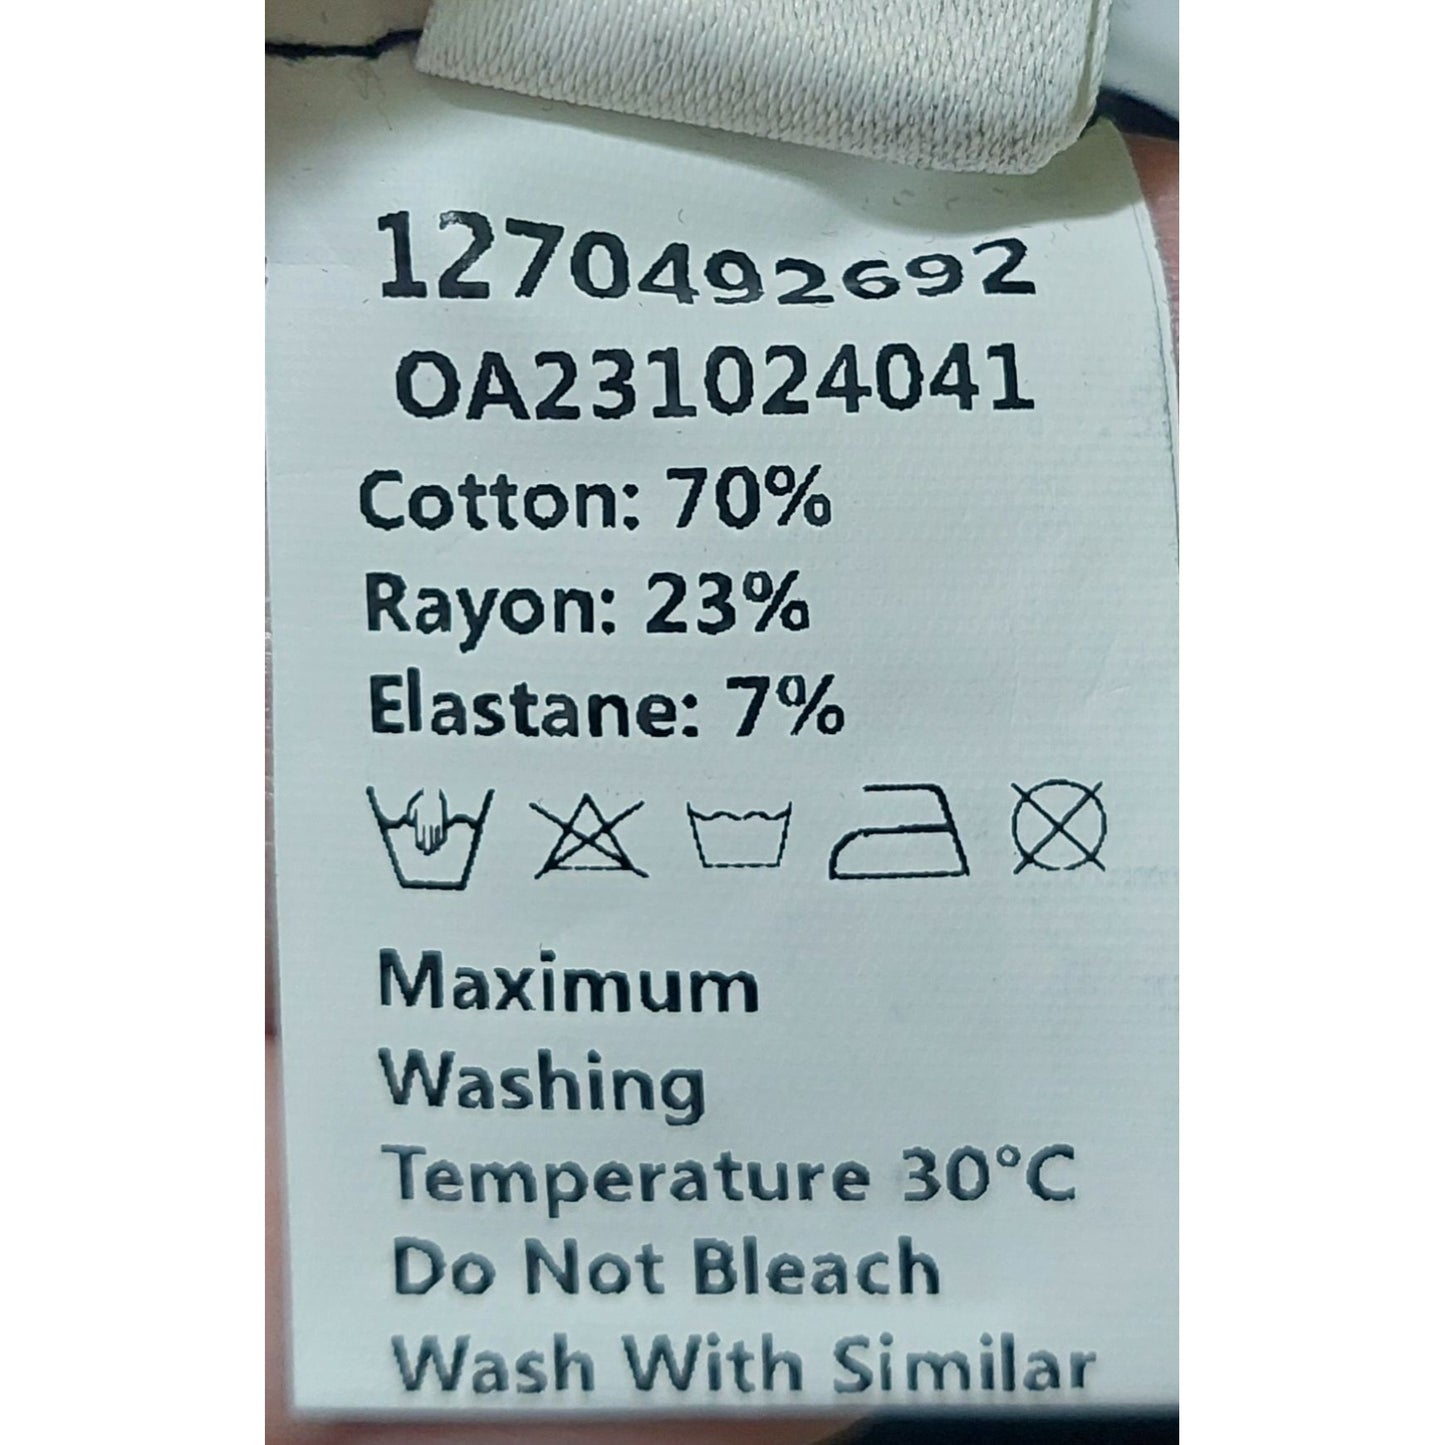 1270492692
OA231024041
Cotton: 70%
Rayon: 23%
Elastane: 7%
Maximum
Washing
Temperature 30°C
Do Not Bleach
Wash With Similar